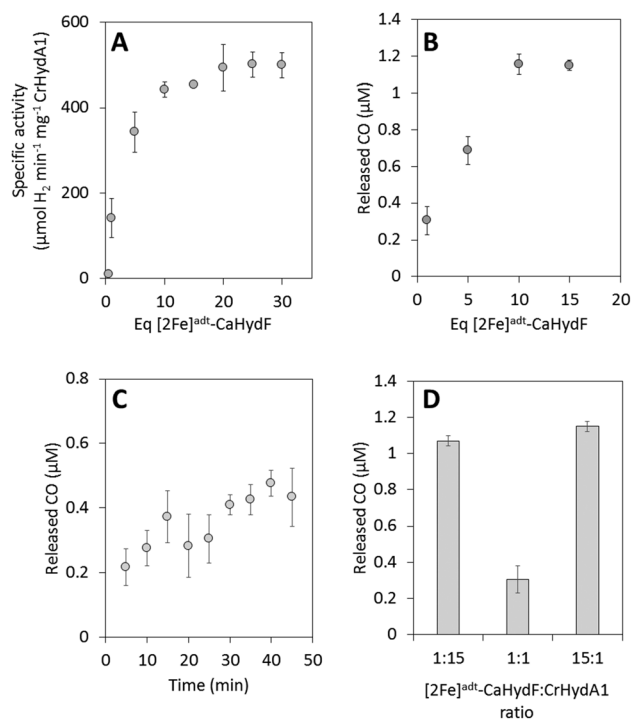 A
Specific activity
(µmol H₂ min⁻¹ mg⁻¹ CrHydA1)
600
400
200
0
0 10 20 30
Eq [2Fe]ᵃᵈᵗ-CaHydF
B
Released CO (µM)
1.4
1.2
1
0.8
0.6
0.4
0.2
0
0 5 10 15 20
Eq [2Fe]ᵃᵈᵗ-CaHydF
C
Released CO (µM)
0.8
0.6
0.4
0.2
0
0 10 20 30 40 50
Time (min)
D
Released CO (µM)
1.4
1.2
1
0.8
0.6
0.4
0.2
0
1:15 1:1 15:1
[2Fe]ᵃᵈᵗ-CaHydF:CrHydA1
ratio